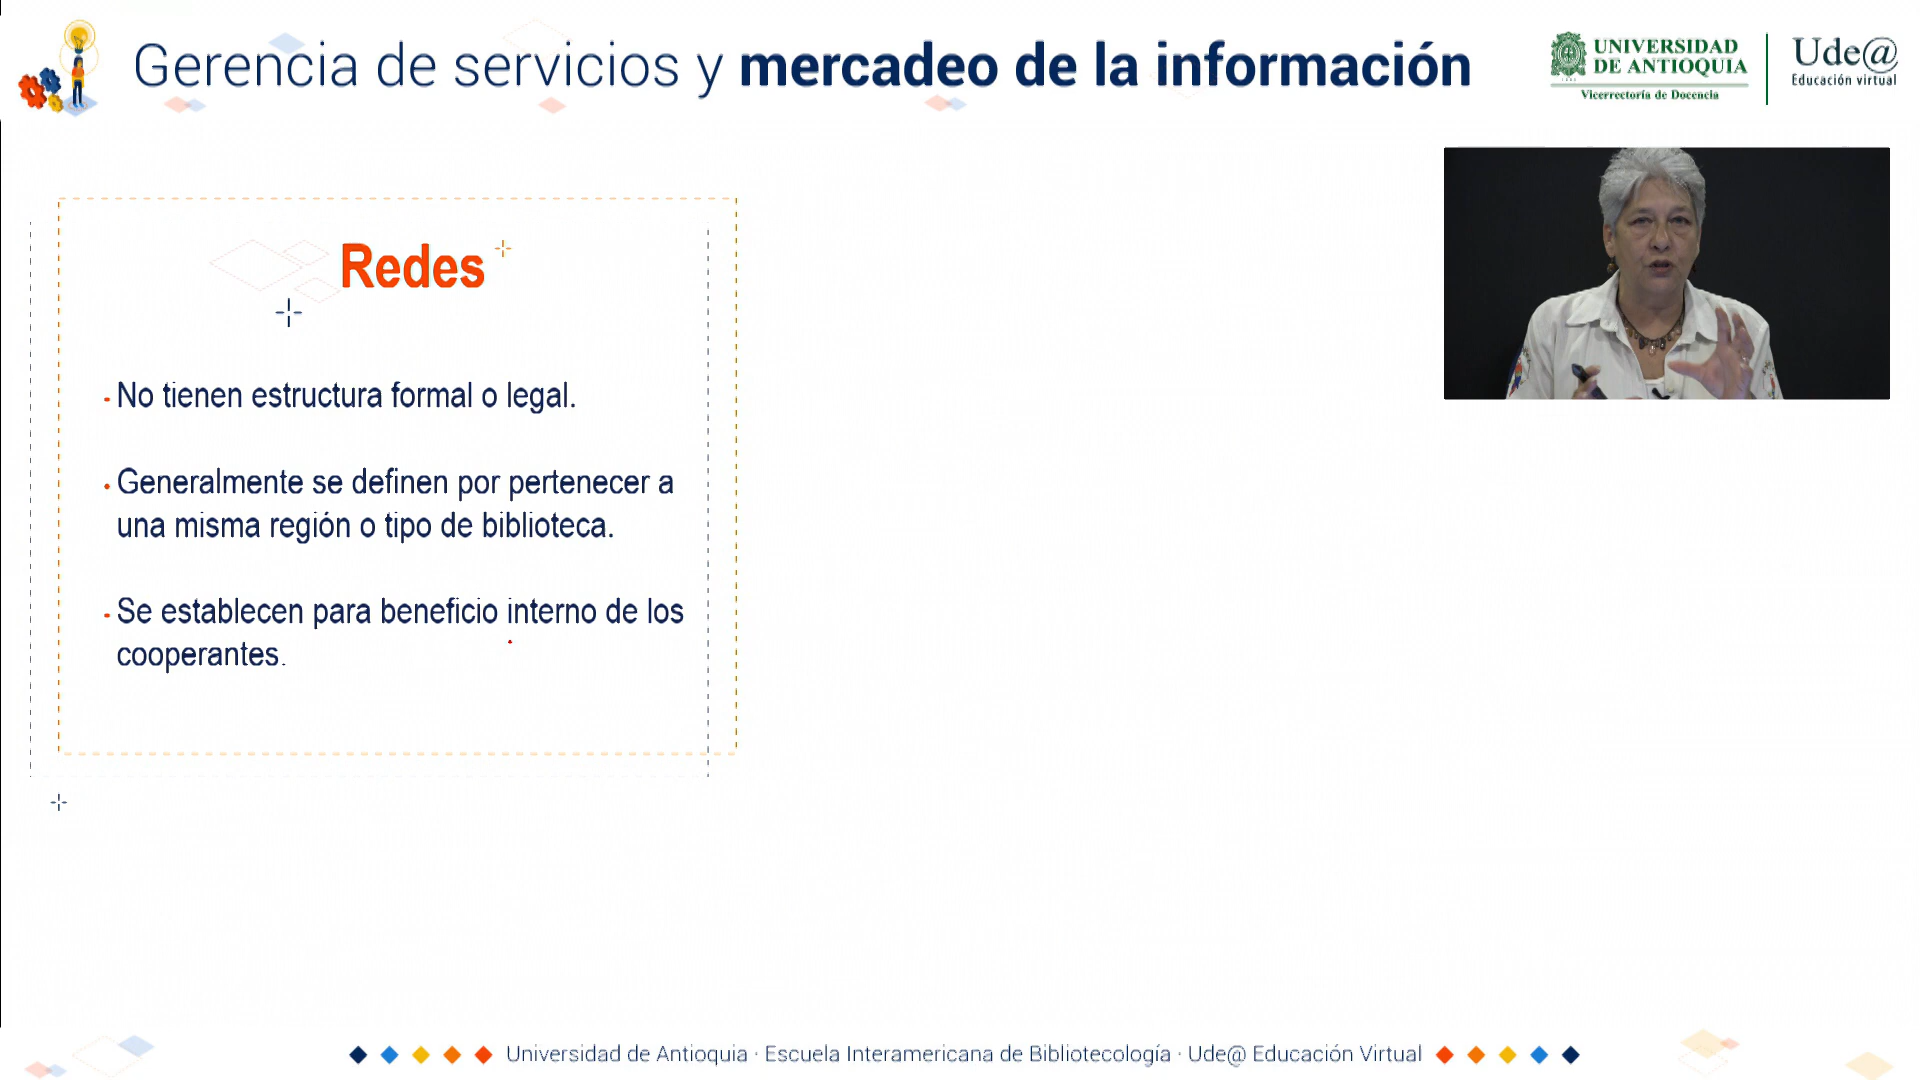 Gerencia de servicios y mercadeo de la información
UNIVERSIDAD
DE ANTIOQUIA
Vicerrectoría de Docencia
Ude@
Educación virtual
Redes
- No tienen estructura formal o legal.
• Generalmente se definen por pertenecer a
una misma región o tipo de biblioteca.
- Se establecen para beneficio interno de los
cooperantes.
Universidad de Antioquia · Escuela Interamericana de Bibliotecología · Ude@ Educación Virtual